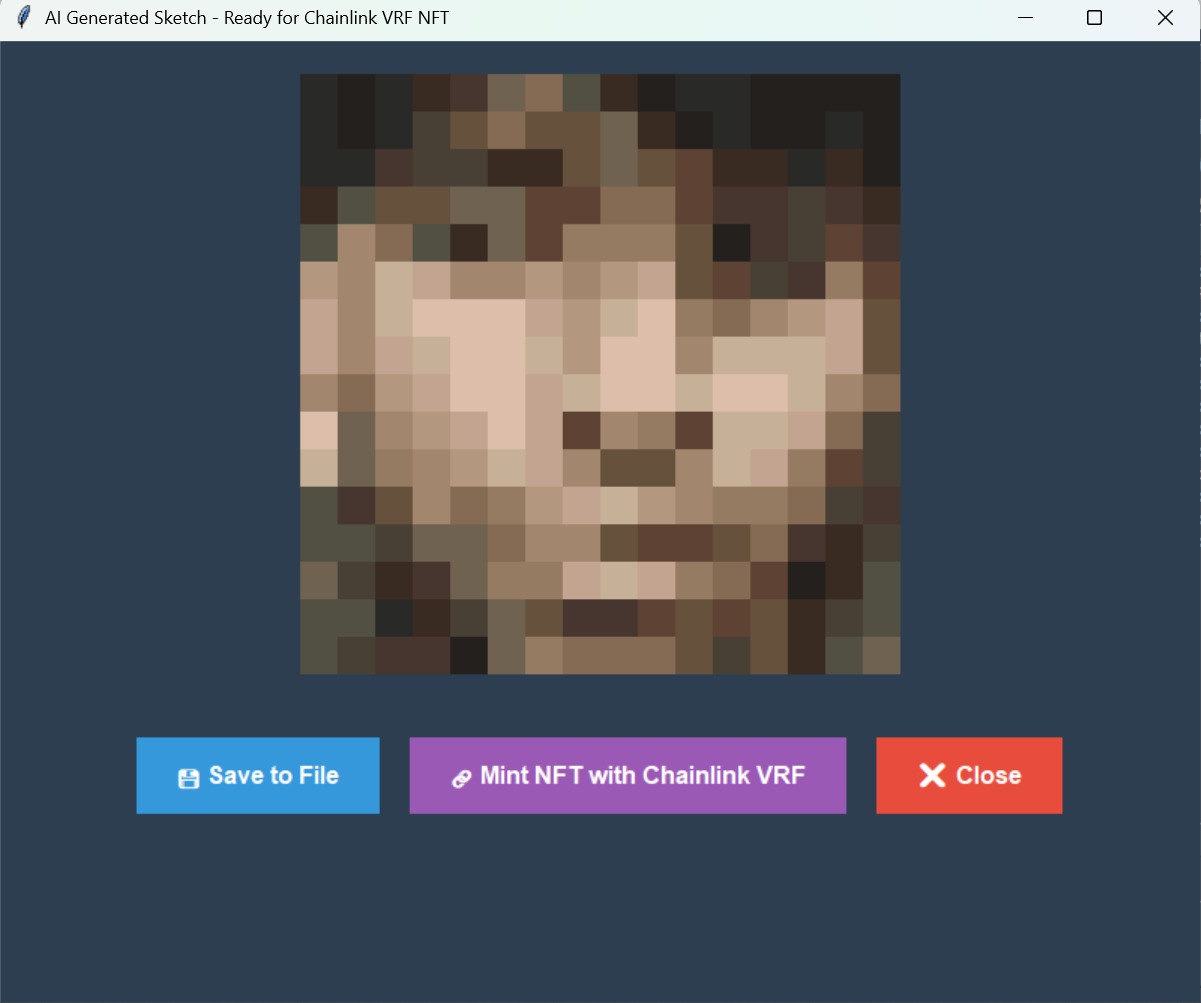 AI Generated Sketch - Ready for Chainlink VRF NFT
Save to File
Mint NFT with Chainlink VRF
Close